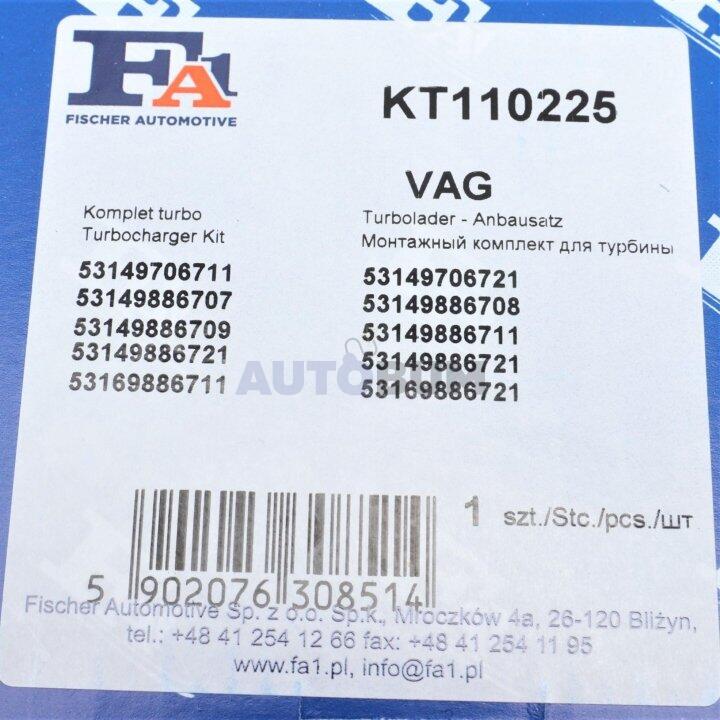 FA1
FISCHER AUTOMOTIVE
KT110225
VAG
Komplet turbo
Turbocharger Kit
Turbolader - Anbausatz
Монтажный комплект для турбины
53149706711 53149706721
53149886707 53149886708
53149886709 53149886711
53149886721 53149886721
53169886711 53169886721
AUTOBUM
1 szt./Stc./pcs./шт
5 902076 308514
Fischer Automotive Sp. z o.o. Sp.k., Mroczków 4a, 26-120 Bliżyn,
tel.: +48 41 254 12 66 fax: +48 41 254 11 95
www.fa1.pl, info@fa1.pl